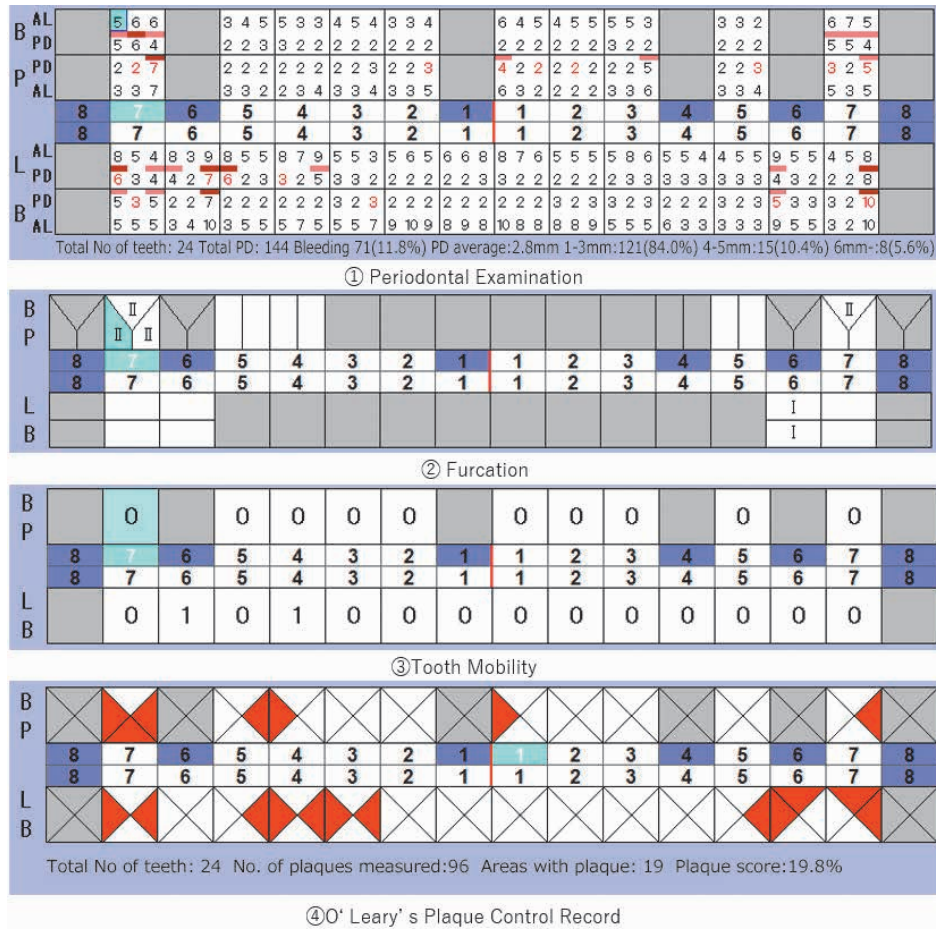 B AL 5 6 6 3 4 5 5 3 3 4 5 4 3 3 4 6 4 5 4 5 5 5 5 3 3 3 2 6 7 5
PD 5 6 4 2 2 3 3 2 2 2 2 2 2 2 2 2 2 2 2 2 2 3 2 2 2 2 2 5 5 4
P PD 2 2 7 2 2 2 2 2 2 2 2 3 2 2 3 4 2 2 2 2 2 2 2 5 2 2 3 3 2 5
AL 3 3 7 3 3 2 2 3 4 2 3 3 3 3 5 6 3 2 2 2 2 3 3 6 3 3 4 5 3 5
8 7 6 5 4 3 2 1 1 2 3 4 5 6 7 8
8 7 6 5 4 3 2 1 1 2 3 4 5 6 7 8
L AL 8 5 4 8 3 9 8 5 5 8 7 9 5 5 3 5 6 5 6 6 8 8 7 6 5 5 5 5 8 6 5 5 4 4 5 5 9 5 5 4 5 8
PD 6 3 4 4 2 7 6 2 3 3 2 5 3 3 2 2 2 2 2 2 3 3 2 2 2 2 2 3 2 3 3 3 3 3 3 3 4 3 3 2 2 8
B PD 5 3 5 2 2 7 2 2 2 2 2 2 3 2 3 2 2 2 2 2 2 2 2 2 2 2 2 2 2 2 3 3 3 3 2 2 5 3 3 2 2 10
AL 5 5 5 3 4 10 3 5 5 5 7 5 5 5 7 9 10 9 8 9 8 8 10 8 8 8 9 5 5 5 6 3 3 3 3 3 9 5 5 3 2 10
Total No of teeth: 24 Total PD: 144 Bleeding 71(11.8%) PD average:2.8mm 1-3mm:121(84.0%) 4-5mm:15(10.4%) 6mm-:8(5.6%)
① Periodontal Examination
B II II
P II II
8 7 6 5 4 3 2 1 1 2 3 4 5 6 7 8
8 7 6 5 4 3 2 1 1 2 3 4 5 6 7 8
L I
B I
② Furcation
B
P 0 0 0 0 0 0 0 0 0 0
8 7 6 5 4 3 2 1 1 2 3 4 5 6 7 8
8 7 6 5 4 3 2 1 1 2 3 4 5 6 7 8
L
B 0 1 0 1 0 0 0 0 0 0 0 0 0 0
③Tooth Mobility
B
P
8 7 6 5 4 3 2 1 1 2 3 4 5 6 7 8
8 7 6 5 4 3 2 1 1 2 3 4 5 6 7 8
L
B
Total No of teeth: 24 No. of plaques measured:96 Areas with plaque: 19 Plaque score:19.8%
④O‘ Leary’ s Plaque Control Record